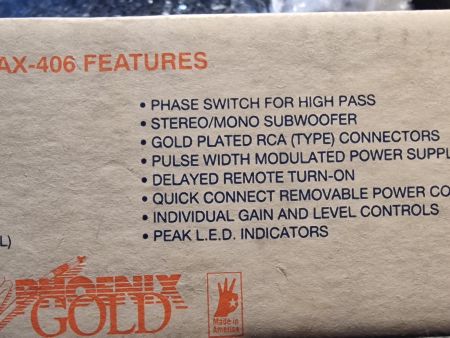 AX-406 FEATURES
• PHASE SWITCH FOR HIGH PASS
• STEREO/MONO SUBWOOFER
• GOLD PLATED RCA (TYPE) CONNECTORS
• PULSE WIDTH MODULATED POWER SUPPL
• DELAYED REMOTE TURN-ON
• QUICK CONNECT REMOVABLE POWER CO
• INDIVIDUAL GAIN AND LEVEL CONTROLS
L)
• PEAK L.E.D. INDICATORS
PHOENIX
GOLD
Made in
America